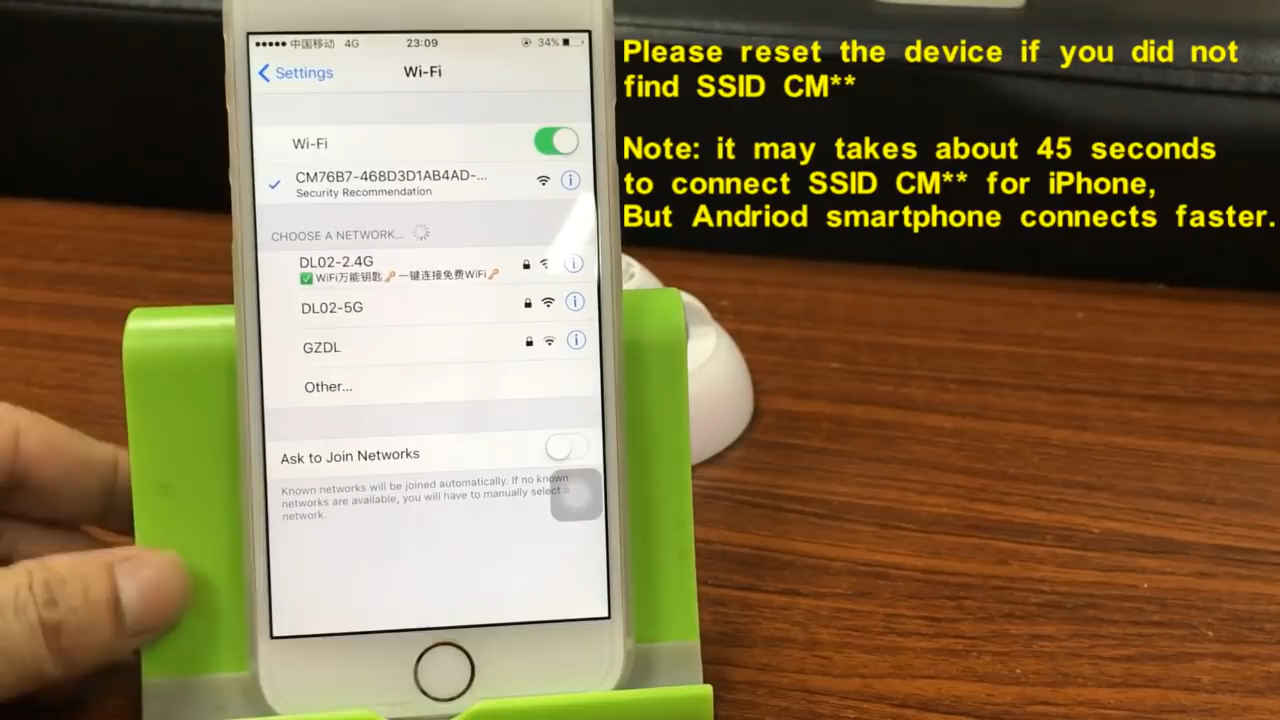 中国移动 4G 23:09 34%
Settings Wi-Fi
Wi-Fi
CM76B7-468D3D1AB4AD-...
Security Recommendation
CHOOSE A NETWORK...
DL02-2.4G
✅WiFi万能钥匙🔑一键连接免费WiFi🔑
DL02-5G
GZDL
Other...
Ask to Join Networks
Known networks will be joined automatically. If no known
networks are available, you will have to manually select a
network.
Please reset the device if you did not
find SSID CM**
Note: it may takes about 45 seconds
to connect SSID CM** for iPhone,
But Andriod smartphone connects faster.